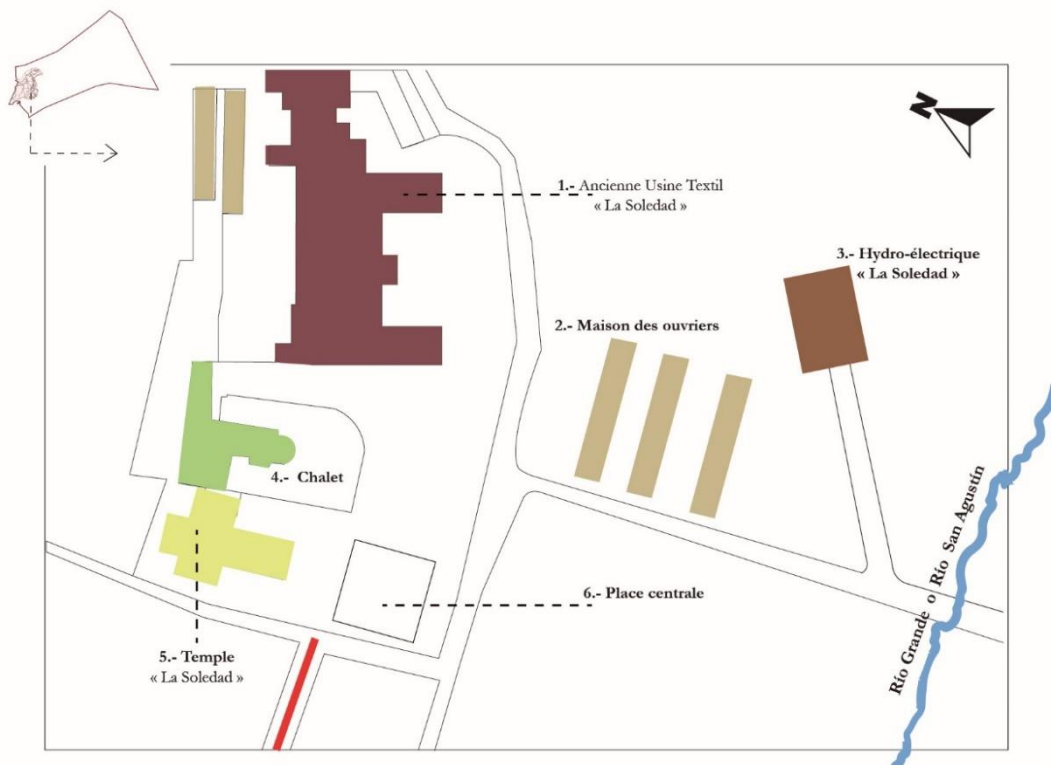 N
1.- Ancienne Usine Textil
« La Soledad »
3.- Hydro-électrique
« La Soledad »
2.- Maison des ouvriers
4.- Chalet
Río Grande o Río San Agustín
6.- Place centrale
5.- Temple
« La Soledad »